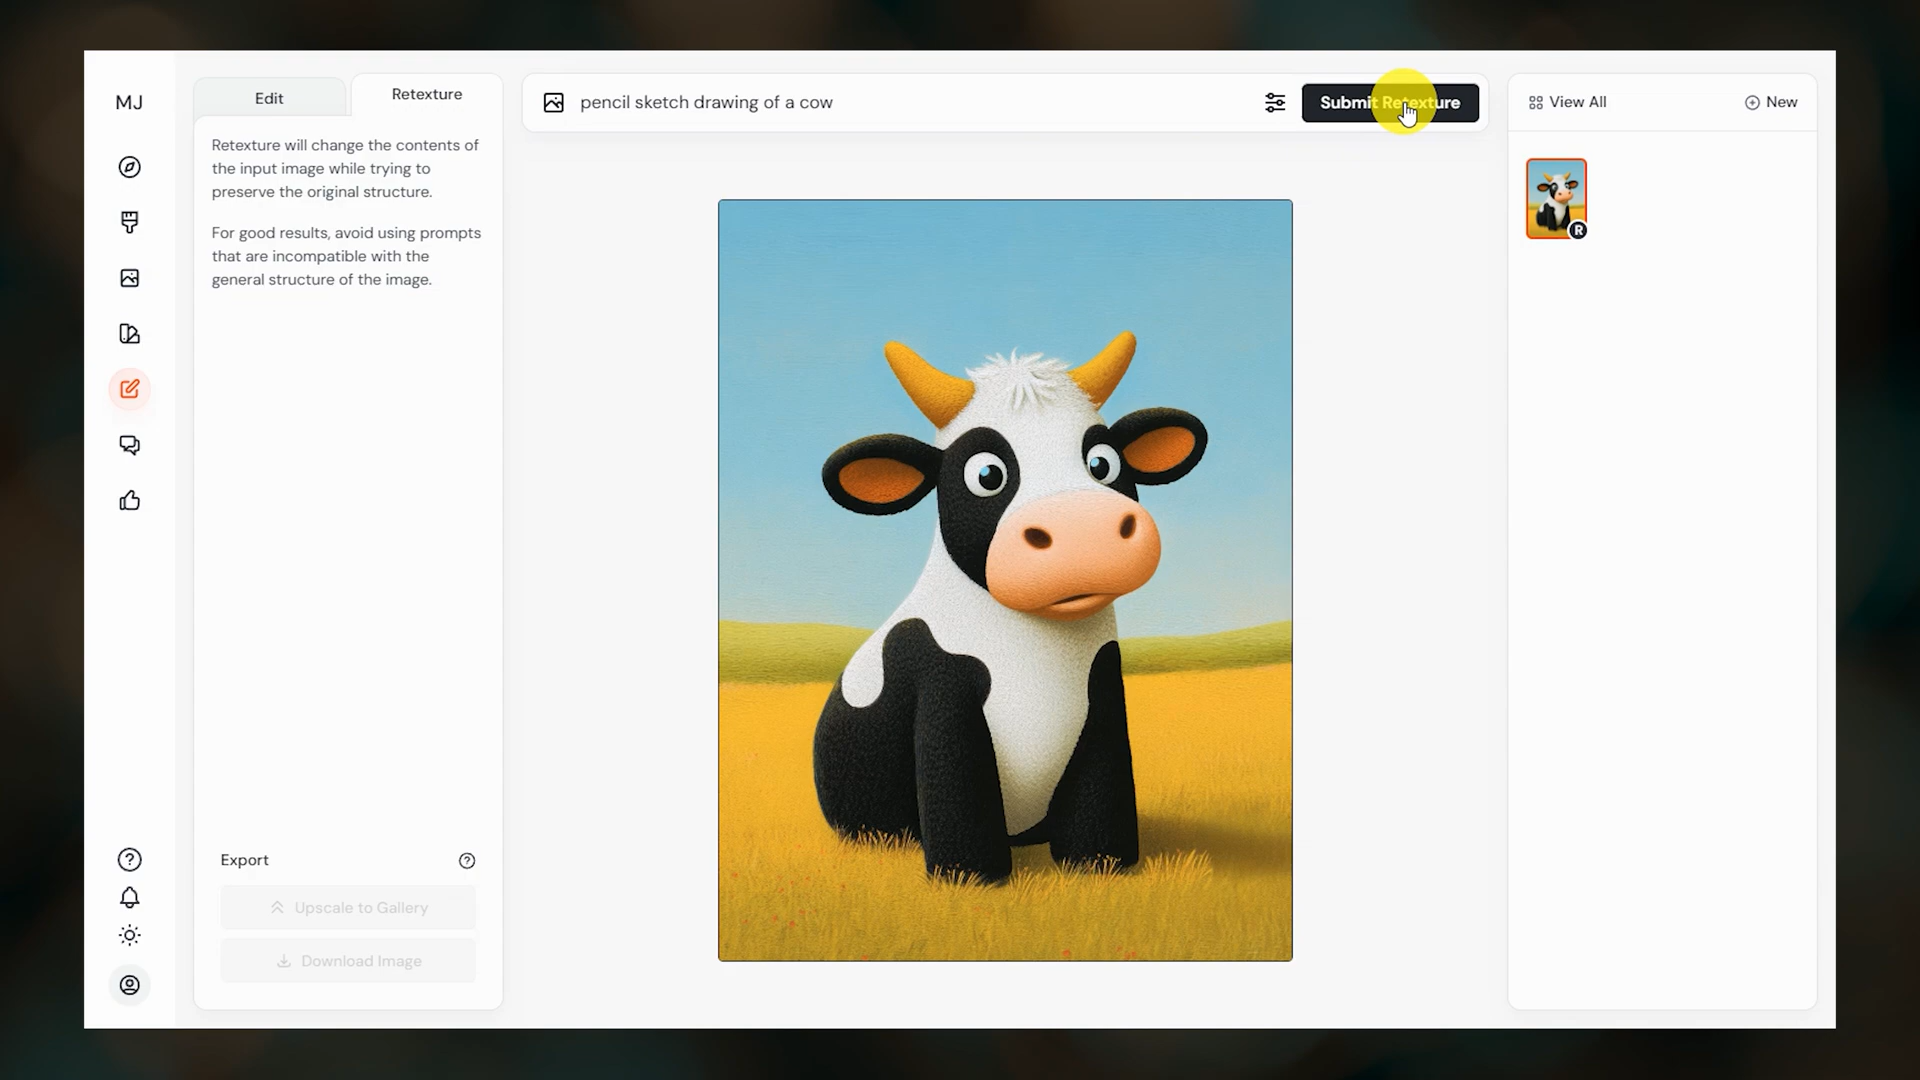 MJ
Edit
Retexture
Retexture will change the contents of
the input image while trying to
preserve the original structure.
For good results, avoid using prompts
that are incompatible with the
general structure of the image.
Export
Upscale to Gallery
Download Image
pencil sketch drawing of a cow
Submit Retexture
View All
New
R